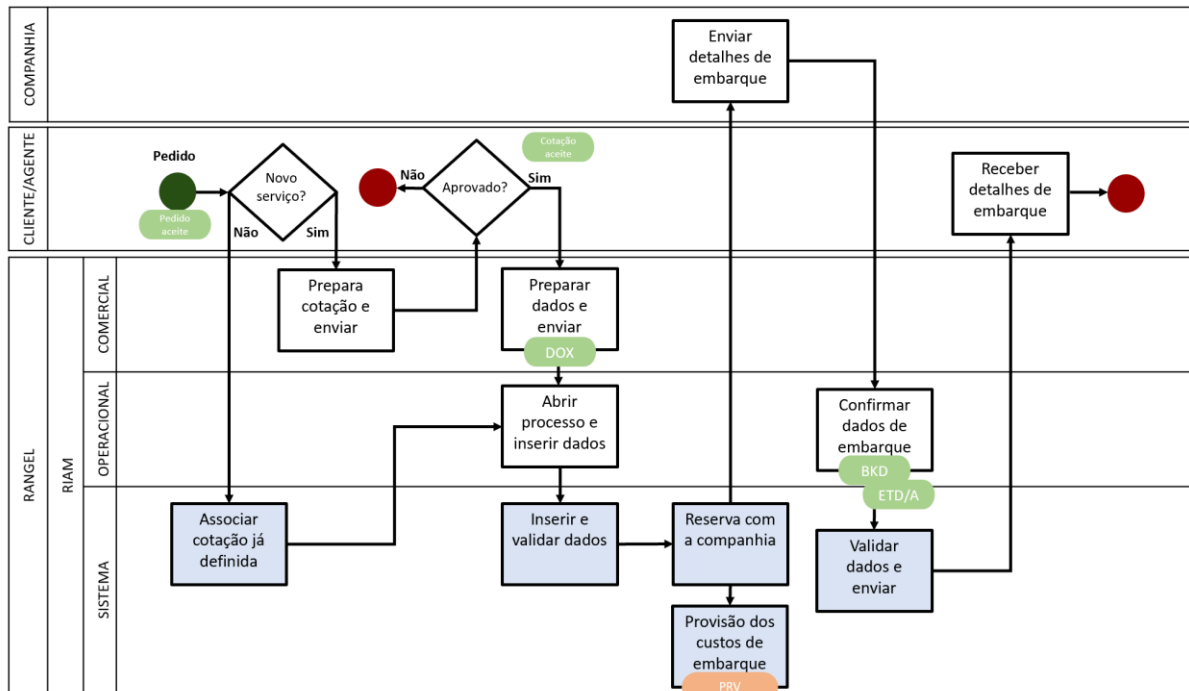 COMPANHIA
Enviar
detalhes de
embarque
CLIENTE/AGENTE
Pedido
Pedido
aceite
Novo
serviço?
Não
Sim
Não
Aprovado?
Sim
Cotação
aceite
Receber
detalhes de
embarque
RANGEL
RIAM
COMERCIAL
Prepara
cotação e
enviar
Preparar
dados e
enviar
DOX
OPERACIONAL
Abrir
processo e
inserir dados
Confirmar
dados de
embarque
BKD
ETD/A
SISTEMA
Associar
cotação já
definida
Inserir e
validar dados
Reserva com
a companhia
Validar
dados e
enviar
Provisão dos
custos de
embarque
PRV